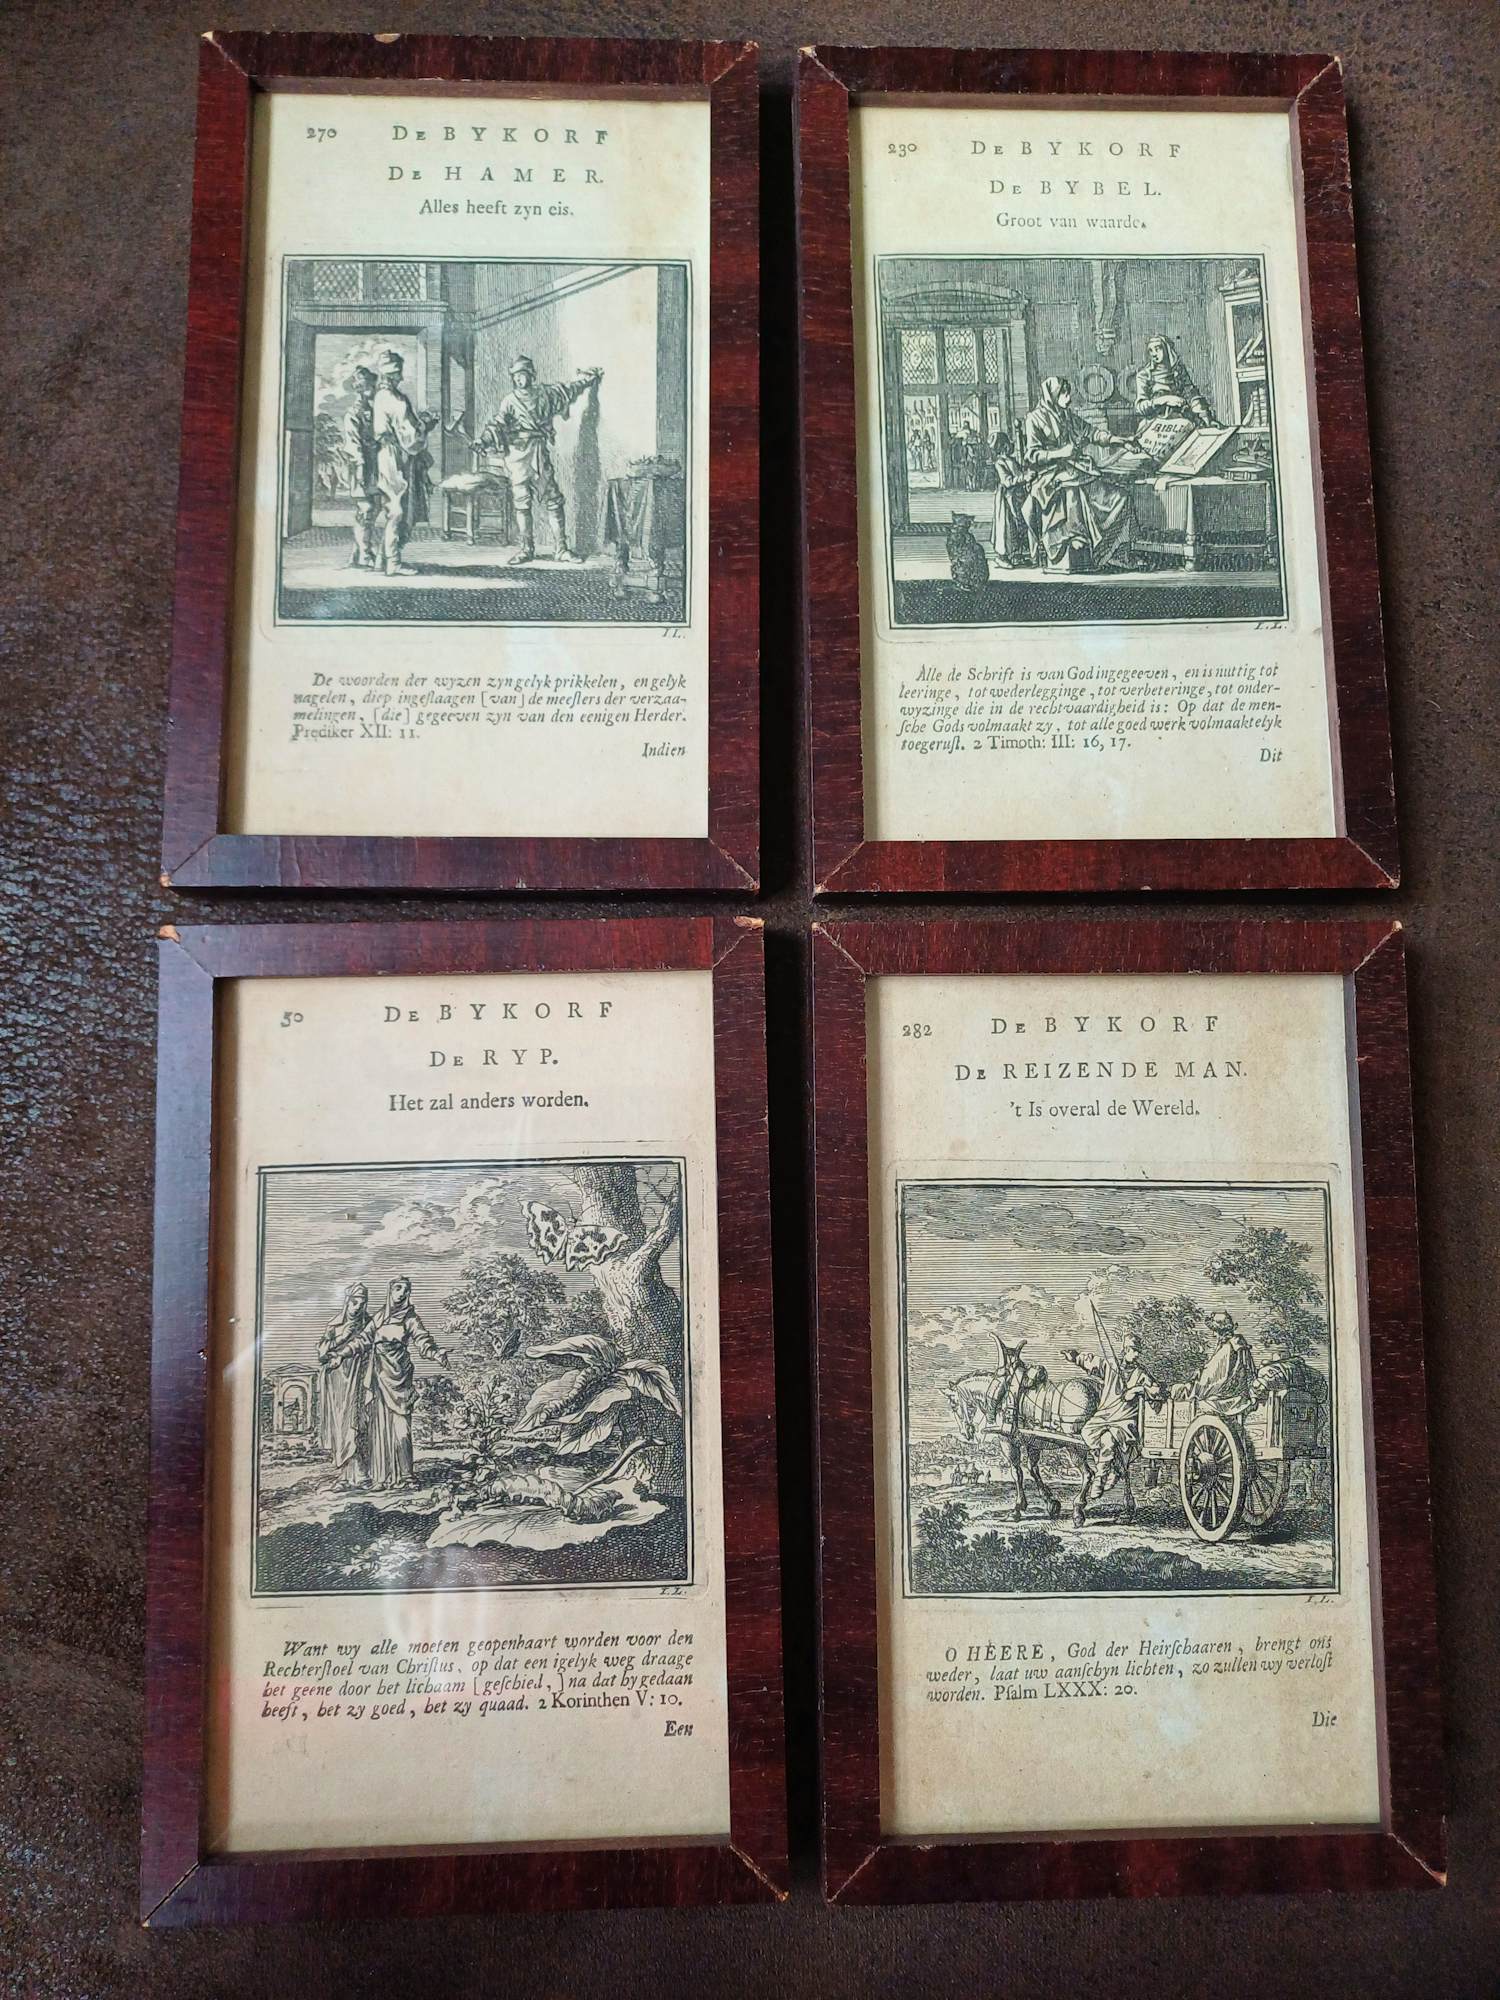 270 DE BYKORF
DE HAMER.
Alles heeft zyn eis.
I L.
De woorden der wyzen zyn gelyk prikkelen, en gelyk
nagelen, diep ingeslaagen [van] de meesters der verzaa-
melingen, [die] gegeeven zyn van den eenigen Herder.
Prediker XII: 11.
Indien
230 DE BYKORF
DE BYBEL.
Groot van waarde.
BIBLI
I. L.
Alle de Schrift is van God ingegeeven, en is nuttig tot
leeringe, tot wederlegginge, tot verbeteringe, tot onder-
wyzinge die in de rechtvaardigheid is: Op dat de men-
sche Gods volmaakt zy, tot alle goed werk volmaaktelyk
toegerust. 2 Timoth: III: 16, 17.
Dit
50 DE BYKORF
DE RYP.
Het zal anders worden.
I. L.
Want wy alle moeten geopenbaart worden voor den
Rechterstoel van Christus, op dat een igelyk weg draage
het geene door het lichaam [geschied,] na dat hy gedaan
heeft, het zy goed, het zy quaad. 2 Korinthen V: 10.
Een
282 DE BYKORF
DE REIZENDE MAN.
't Is overal de Wereld.
I. L.
O HEERE, God der Heirschaaren, brengt ons
weder, laat uw aanschyn lichten, zo zullen wy verlost
worden. Psalm LXXX: 20.
Die